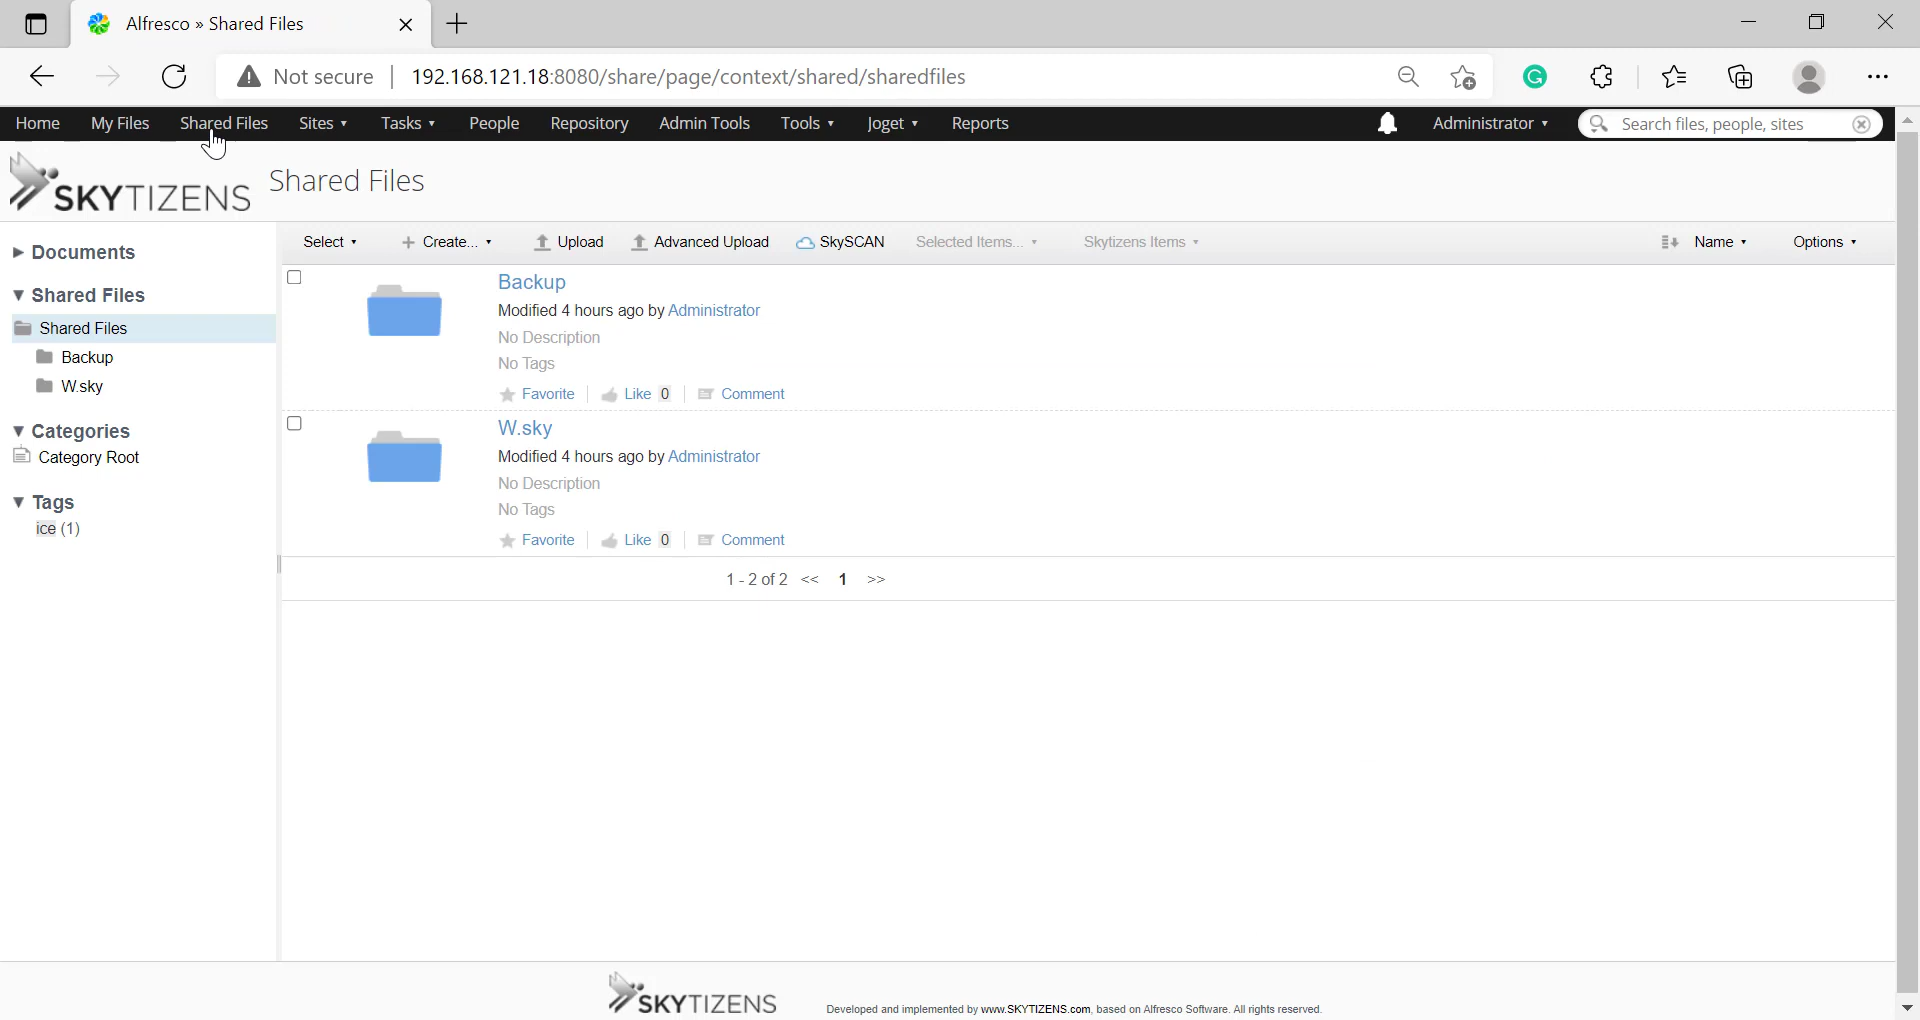 Alfresco » Shared Files
Not secure 192.168.121.18:8080/share/page/context/shared/sharedfiles
Home My Files Shared Files Sites Tasks People Repository Admin Tools Tools Joget Reports Administrator Search files, people, sites
SKYTIZENS Shared Files
Documents
Select Create... Upload Advanced Upload SkySCAN Selected Items... Skytizens Items Name Options
Shared Files
Shared Files
Backup
W.sky
Categories
Category Root
Tags
ice (1)
Backup
Modified 4 hours ago by Administrator
No Description
No Tags
Favorite Like 0 Comment
W.sky
Modified 4 hours ago by Administrator
No Description
No Tags
Favorite Like 0 Comment
1 - 2 of 2 << 1 >>
SKYTIZENS Developed and implemented by www.SKYTIZENS.com, based on Alfresco Software. All rights reserved.